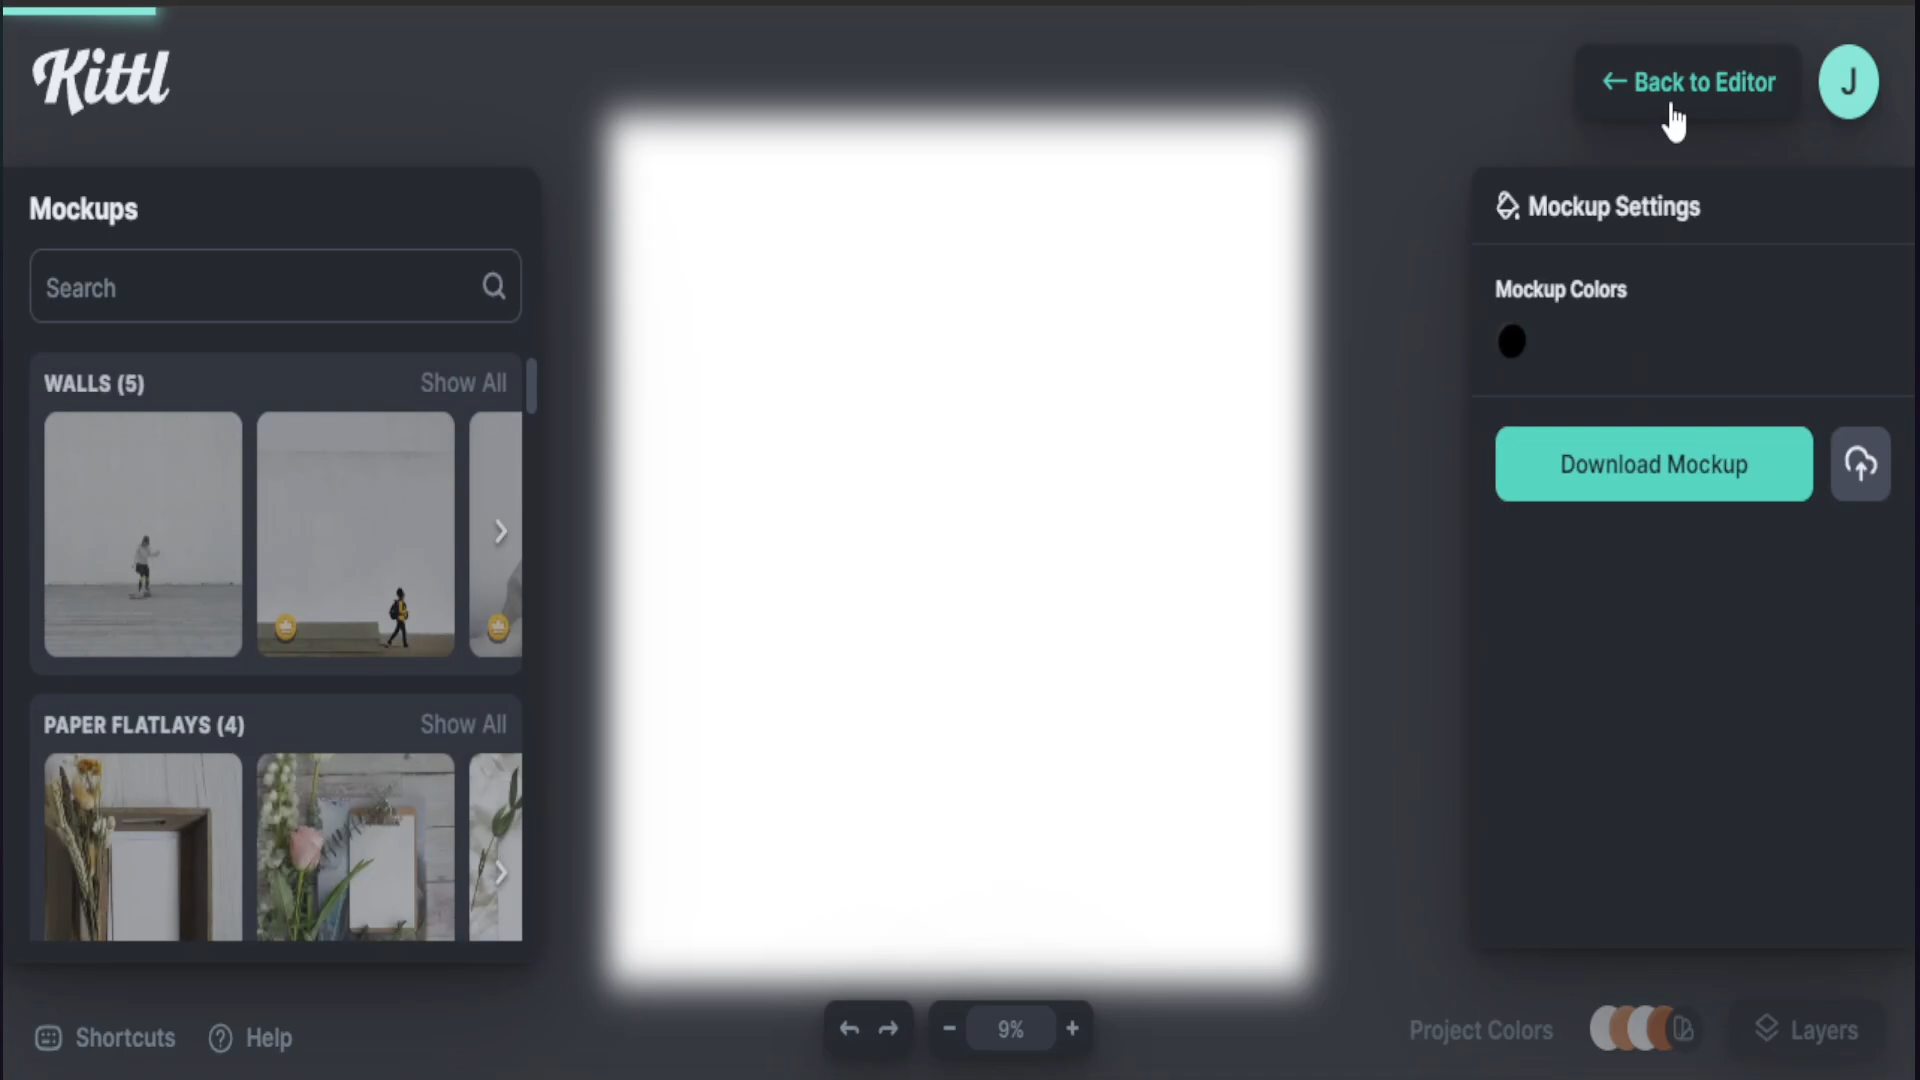 Kittl
← Back to Editor
J
Mockups
Search
WALLS (5)
Show All
PAPER FLATLAYS (4)
Show All
Mockup Settings
Mockup Colors
Download Mockup
Shortcuts
Help
9%
Project Colors
Layers